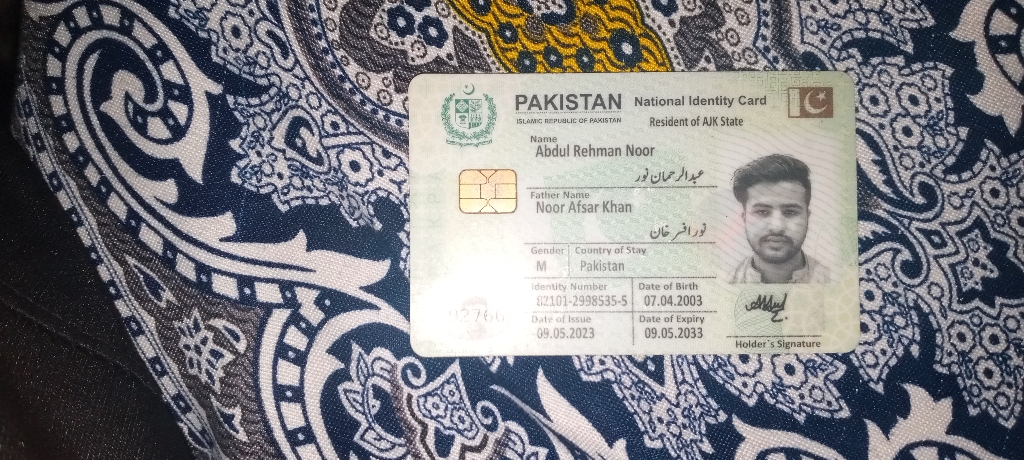 PAKISTAN National Identity Card
ISLAMIC REPUBLIC OF PAKISTAN Resident of AJK State
Name
Abdul Rehman Noor
عبدالرحمان نور
Father Name
Noor Afsar Khan
نور افسر خان
Gender Country of Stay
M Pakistan
Identity Number Date of Birth
82101-2998535-5 07.04.2003
Date of Issue Date of Expiry
09.05.2023 09.05.2033
Holder's Signature